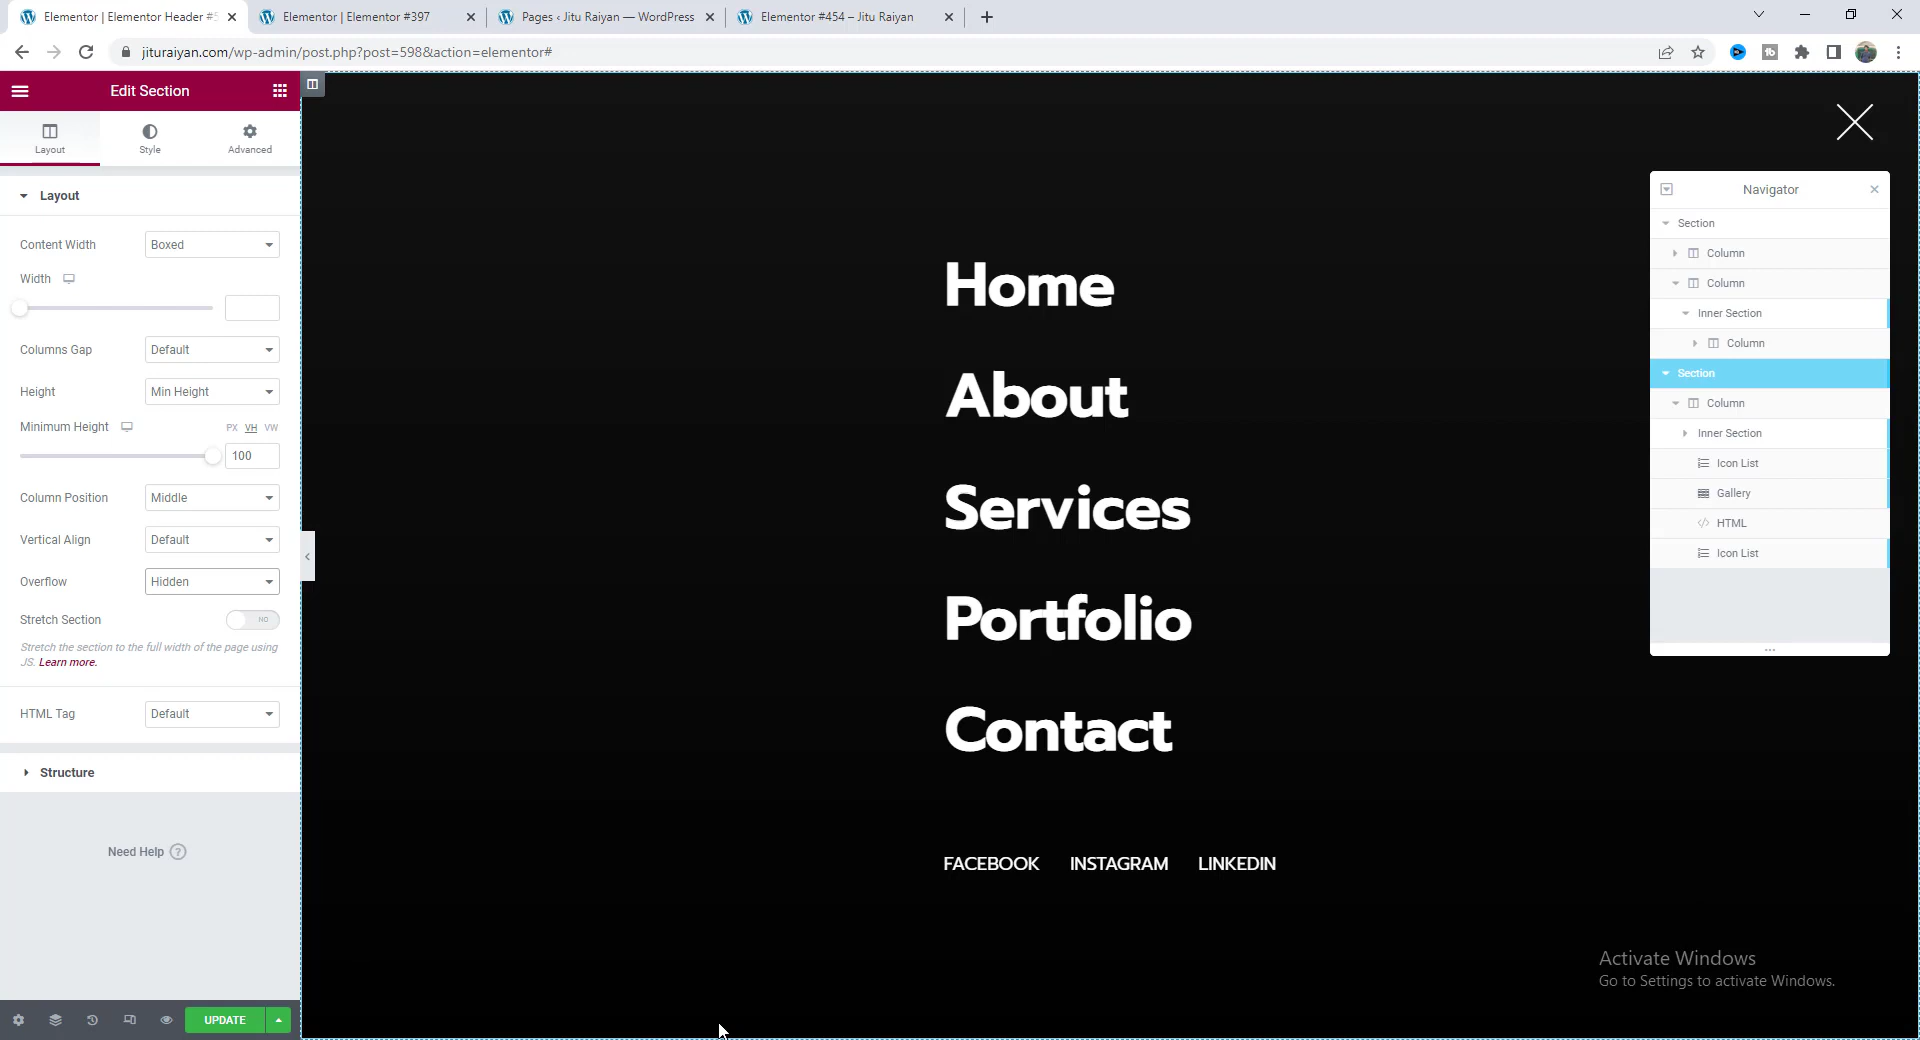 Elementor | Elementor Header #5
Elementor | Elementor #397
Pages ‹ Jitu Raiyan — WordPress
Elementor #454 – Jitu Raiyan
jituraiyan.com/wp-admin/post.php?post=598&action=elementor#
Edit Section
Layout
Style
Advanced
Layout
Content Width
Boxed
Width
Columns Gap
Default
Height
Min Height
Minimum Height
PX VH VW
100
Column Position
Middle
Vertical Align
Default
Overflow
Hidden
Stretch Section
NO
Stretch the section to the full width of the page using
JS. Learn more.
HTML Tag
Default
Structure
Need Help ?
UPDATE
Home
About
Services
Portfolio
Contact
FACEBOOK INSTAGRAM LINKEDIN
Navigator
Section
Column
Column
Inner Section
Column
Section
Column
Inner Section
Icon List
Gallery
HTML
Icon List
Activate Windows
Go to Settings to activate Windows.